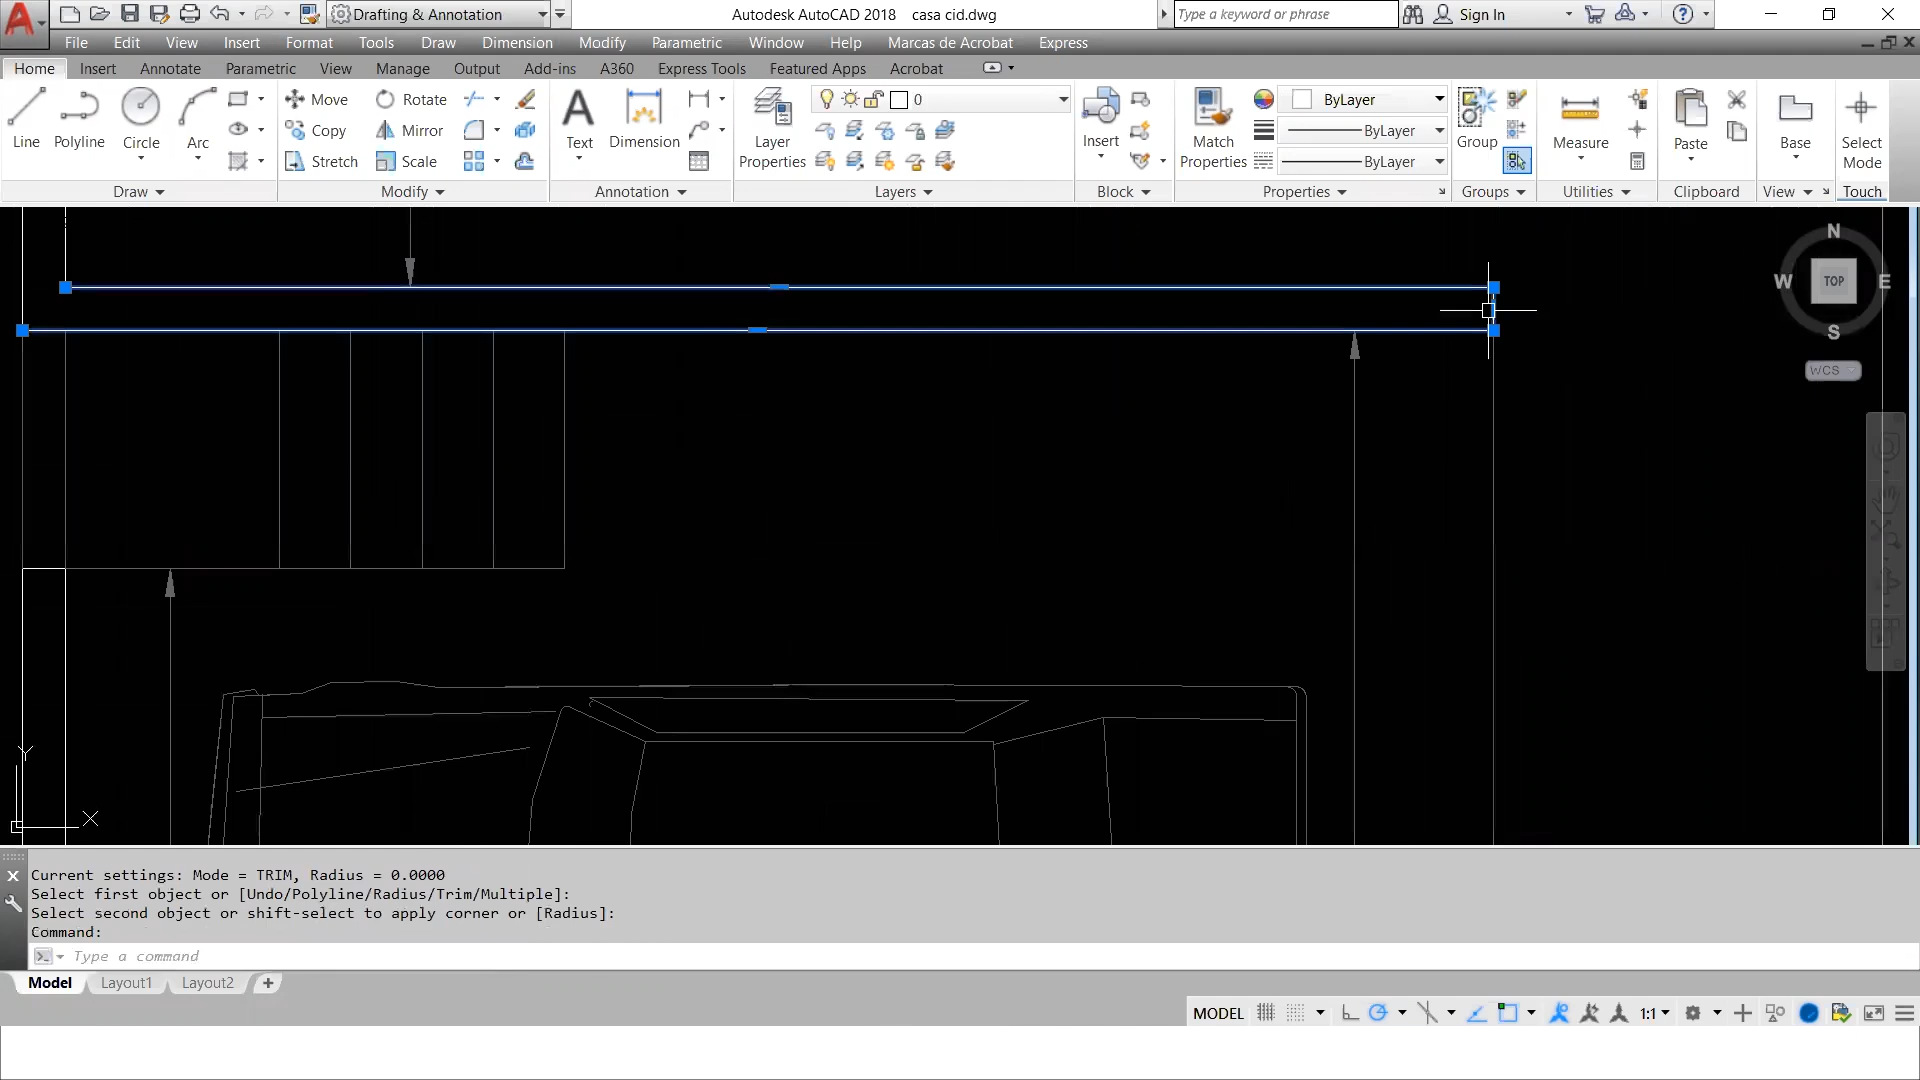 Drafting & Annotation
Autodesk AutoCAD 2018 casa cid.dwg
Type a keyword or phrase
Sign In
File Edit View Insert Format Tools Draw Dimension Modify Parametric Window Help Marcas de Acrobat Express
Home Insert Annotate Parametric View Manage Output Add-ins A360 Express Tools Featured Apps Acrobat
Line Polyline Circle Arc
Move Rotate
Copy Mirror
Stretch Scale
Text Dimension
Layer Properties
0
Insert
Match Properties
ByLayer
ByLayer
ByLayer
Group
Measure
Paste
Base
Select Mode
Draw Modify Annotation Layers Block Properties Groups Utilities Clipboard View Touch
N
W TOP E
S
WCS
Y
X
Current settings: Mode = TRIM, Radius = 0.0000
Select first object or [Undo/Polyline/Radius/Trim/Multiple]:
Select second object or shift-select to apply corner or [Radius]:
Command:
Type a command
Model Layout1 Layout2 +
MODEL 1:1